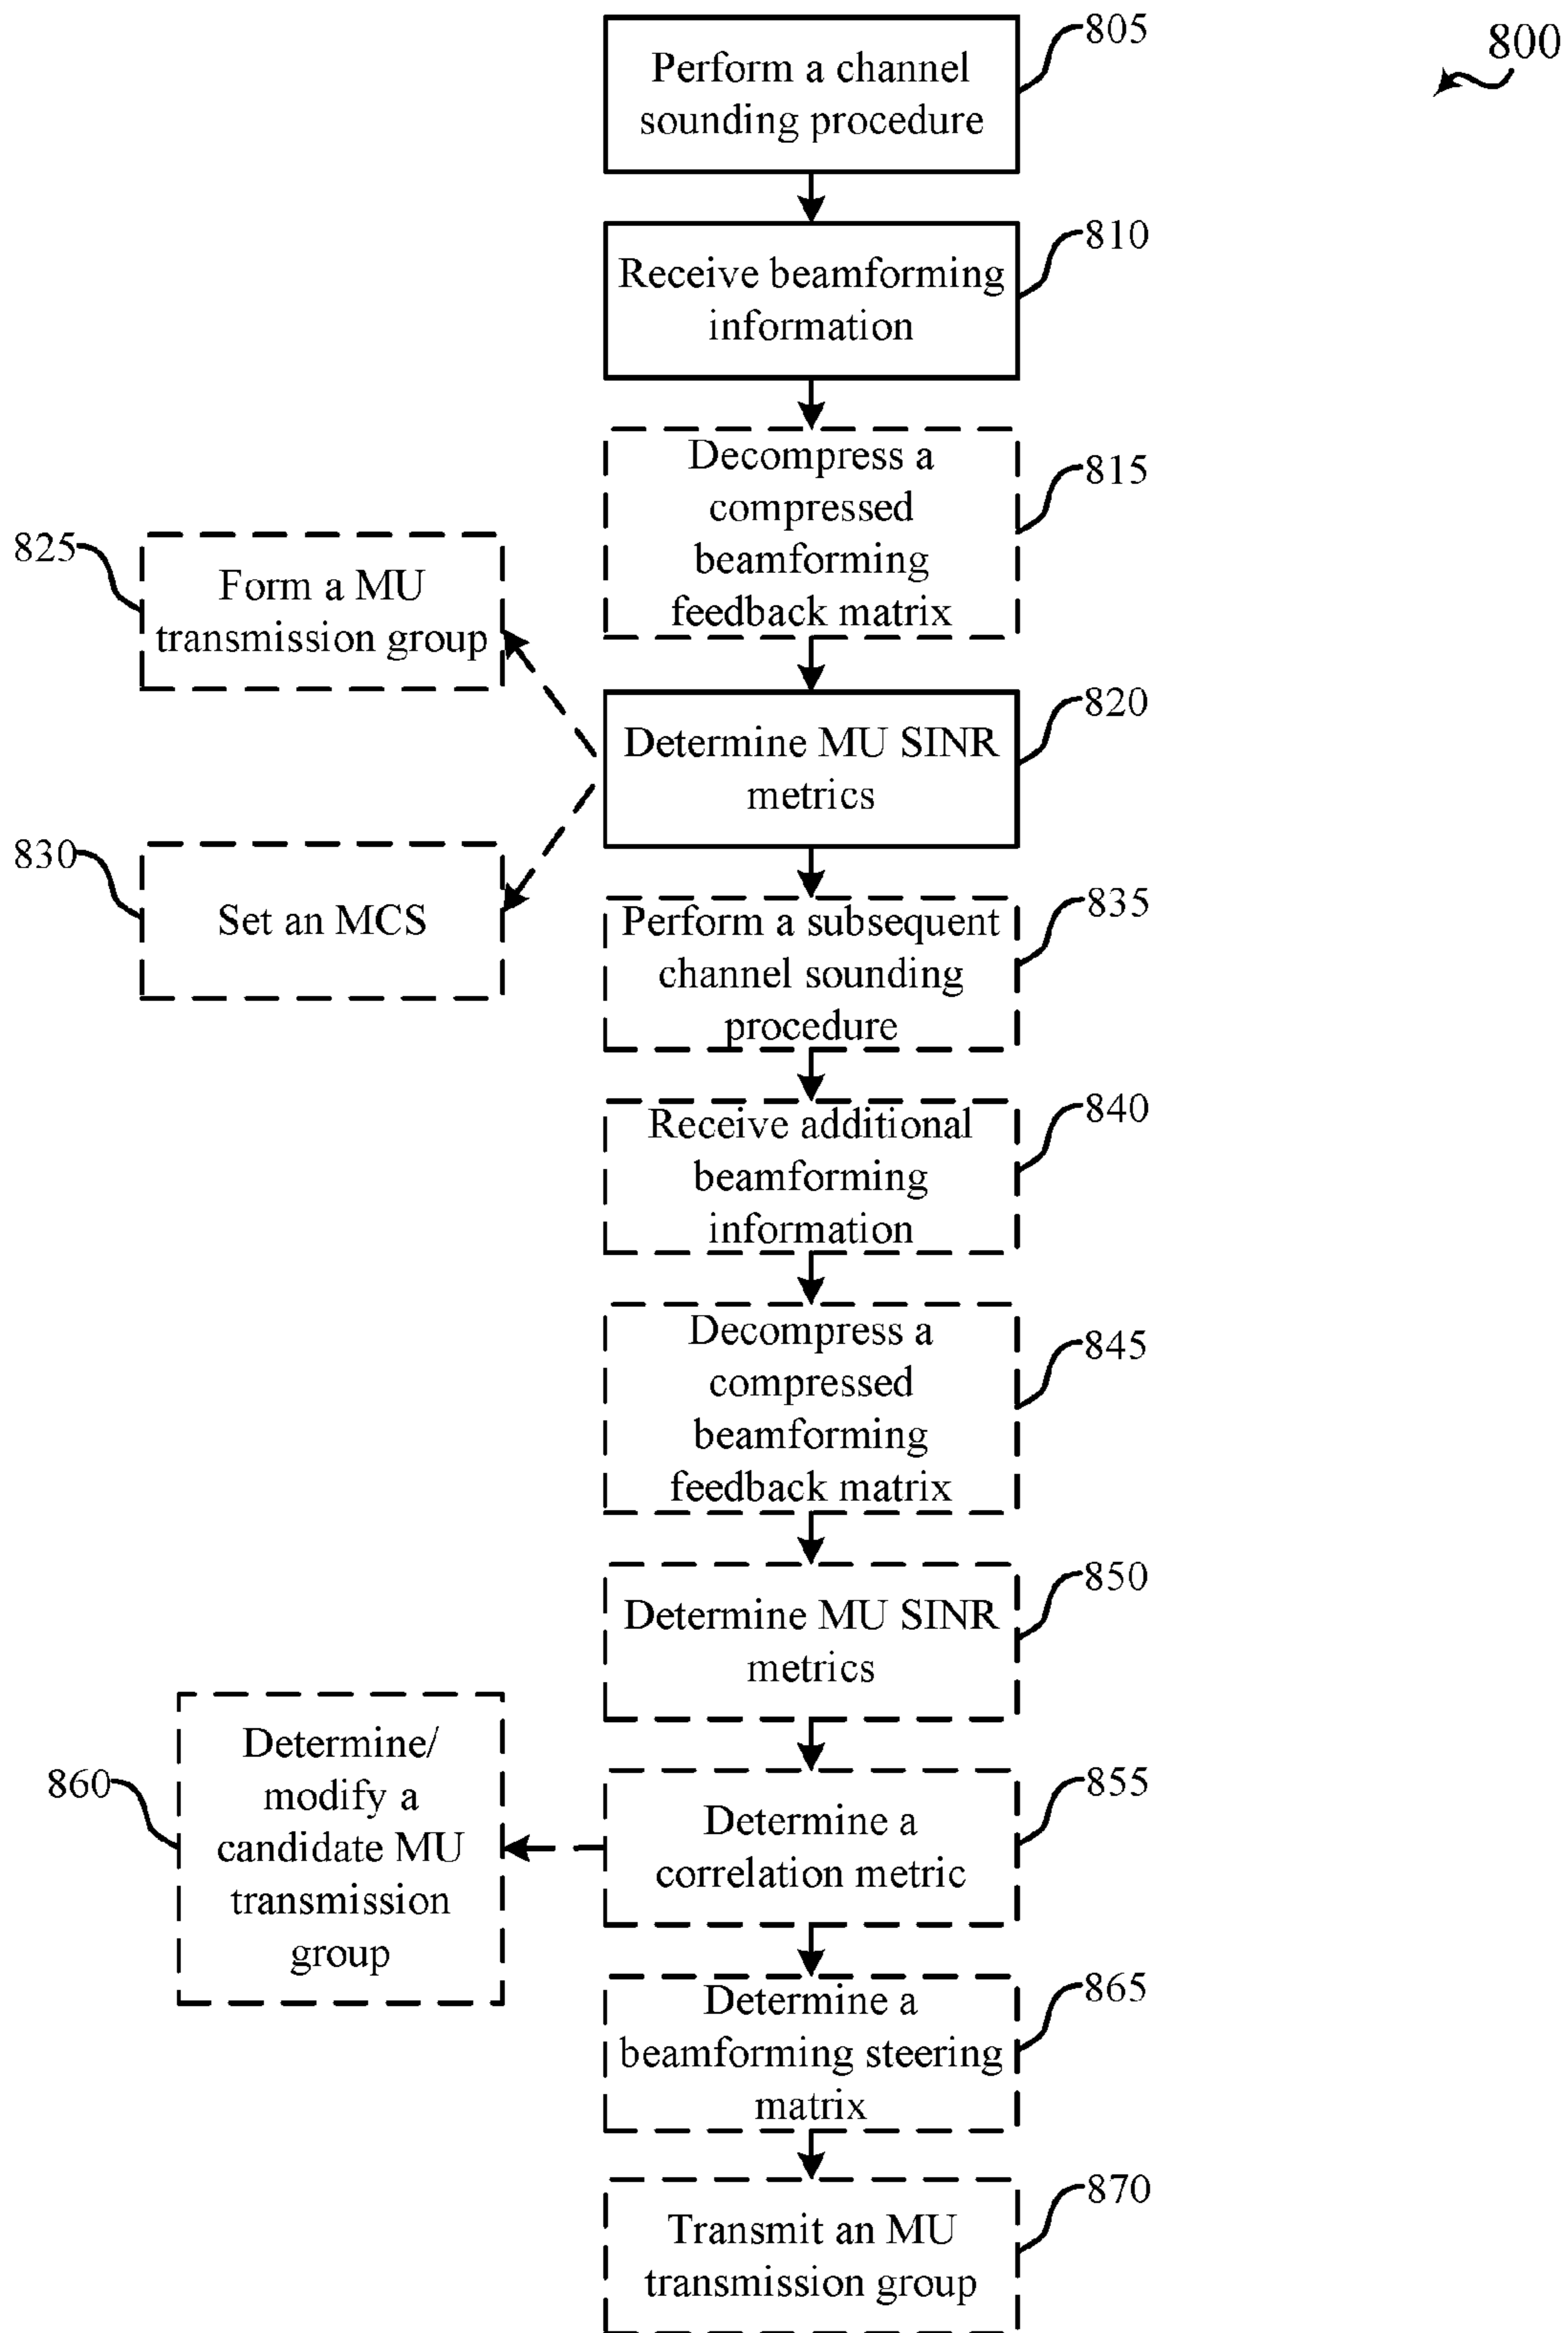 800
805
Perform a channel
sounding procedure
810
Receive beamforming
information
815
Decompress a
compressed
beamforming
feedback matrix
825
Form a MU
transmission group
820
Determine MU SINR
metrics
830
Set an MCS
835
Perform a subsequent
channel sounding
procedure
840
Receive additional
beamforming
information
845
Decompress a
compressed
beamforming
feedback matrix
850
Determine MU SINR
metrics
860
Determine/
modify a
candidate MU
transmission
group
855
Determine a
correlation metric
865
Determine a
beamforming steering
matrix
870
Transmit an MU
transmission group